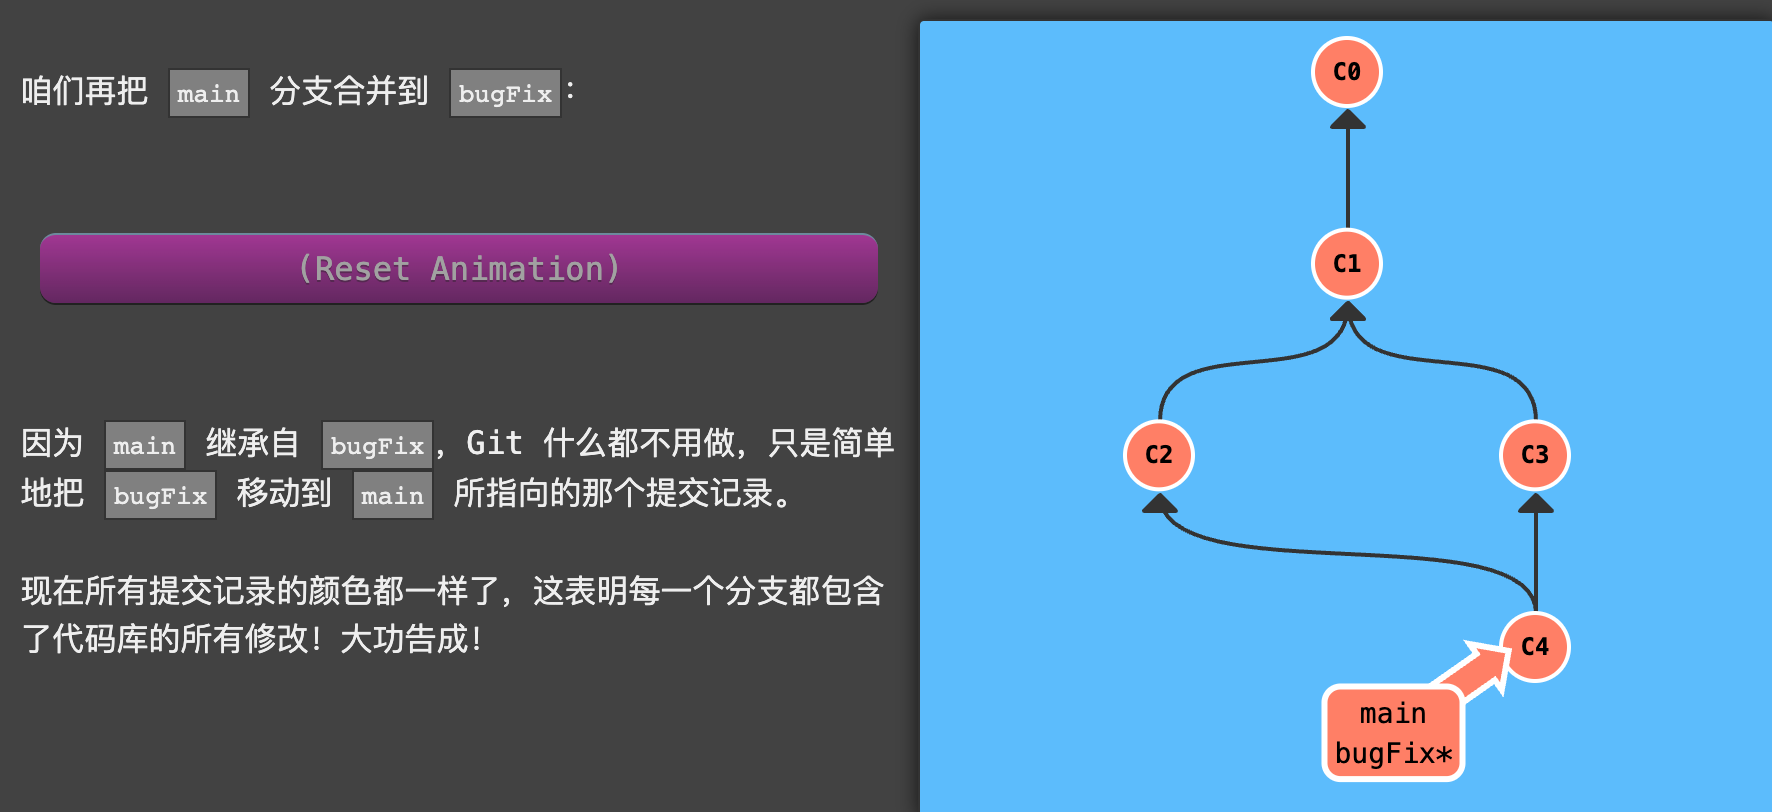 咱们再把 main 分支合并到 bugFix：
(Reset Animation)
因为 main 继承自 bugFix，Git 什么都不用做，只是简单
地把 bugFix 移动到 main 所指向的那个提交记录。
现在所有提交记录的颜色都一样了，这表明每一个分支都包含
了代码库的所有修改！大功告成！
C0
C1
C2
C3
C4
main
bugFix*